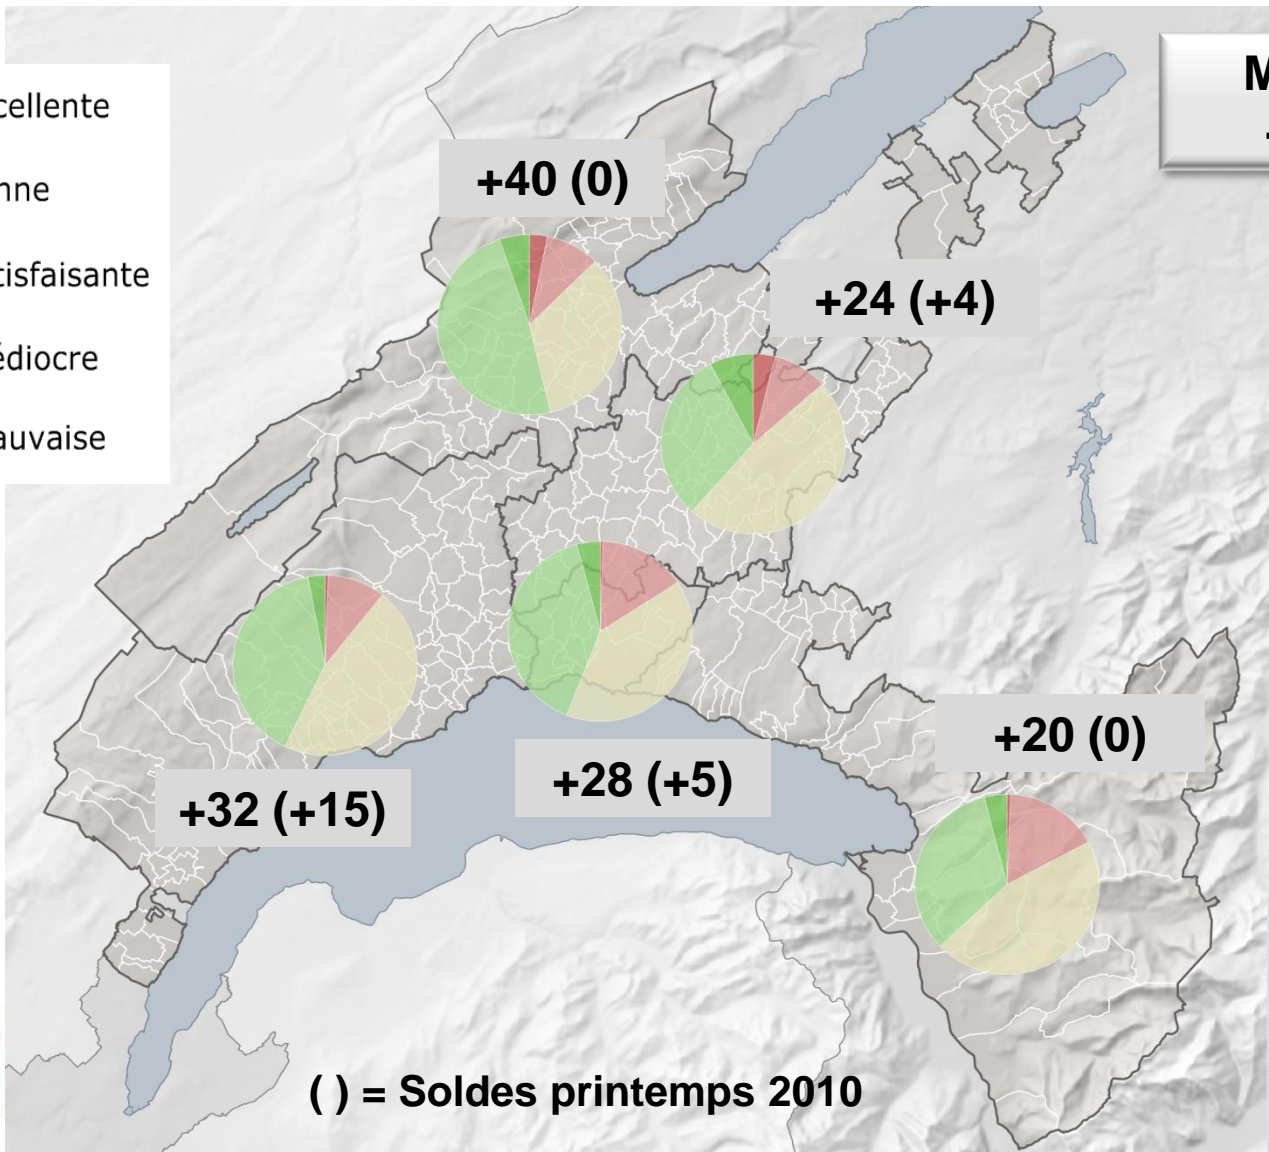 cellente
nne
tisfaisante
édiocre
auvaise
M
+40 (0)
+24 (+4)
+20 (0)
+28 (+5)
+32 (+15)
( ) = Soldes printemps 2010